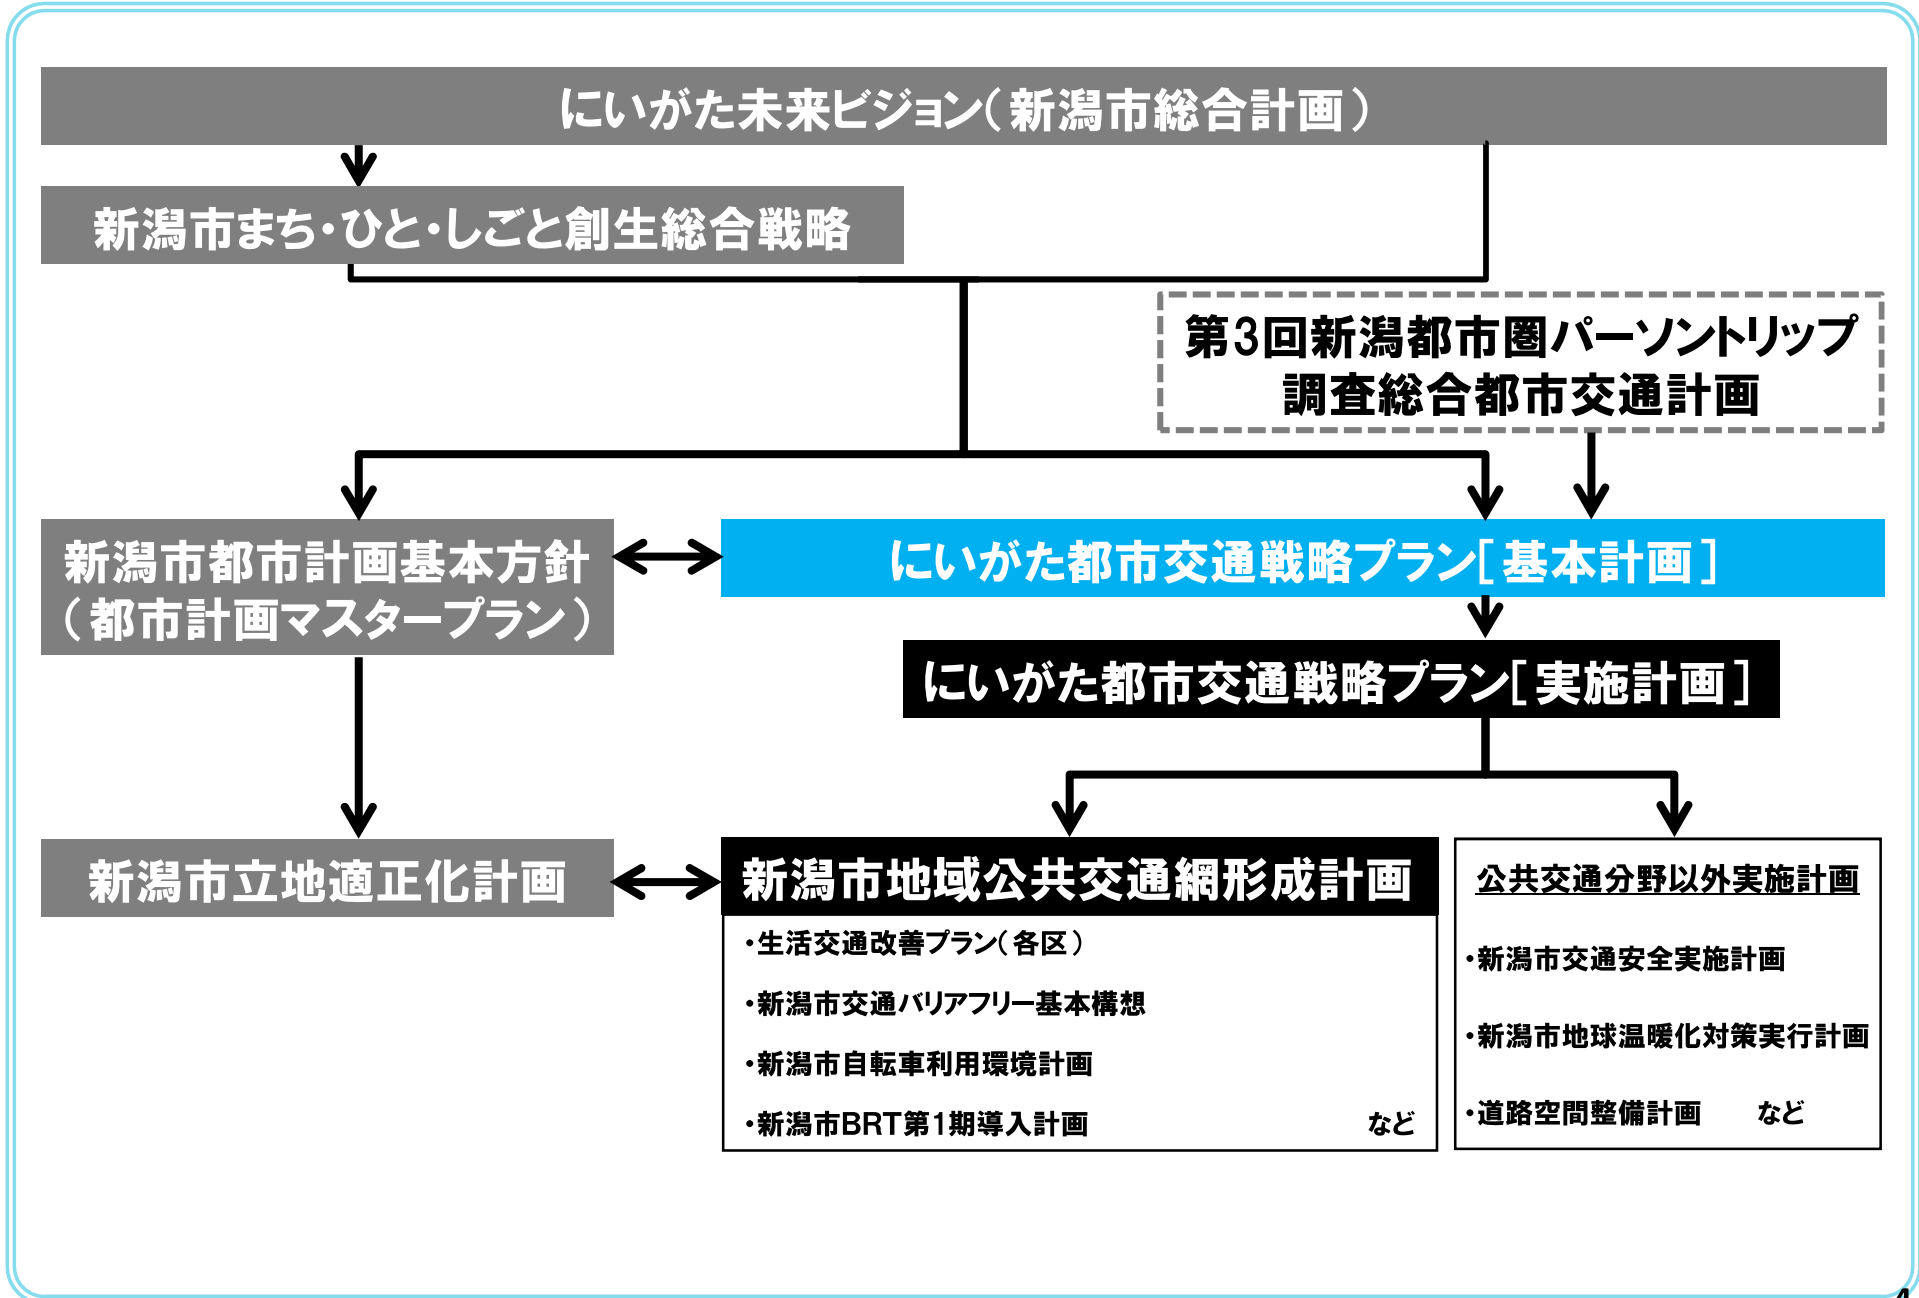 にいがた未来ビジョン（新潟市総合計画）
新潟市まち・ひと・しごと創生総合戦略
第3回新潟都市圏パーソントリップ
調査総合都市交通計画
新潟市都市計画基本方針
（都市計画マスタープラン）
にいがた都市交通戦略プラン［基本計画］
にいがた都市交通戦略プラン［実施計画］
新潟市立地適正化計画
新潟市地域公共交通網形成計画
・生活交通改善プラン（各区）
・新潟市交通バリアフリー基本構想
・新潟市自転車利用環境計画
・新潟市BRT第1期導入計画　など
公共交通分野以外実施計画
・新潟市交通安全実施計画
・新潟市地球温暖化対策実行計画
・道路空間整備計画　など